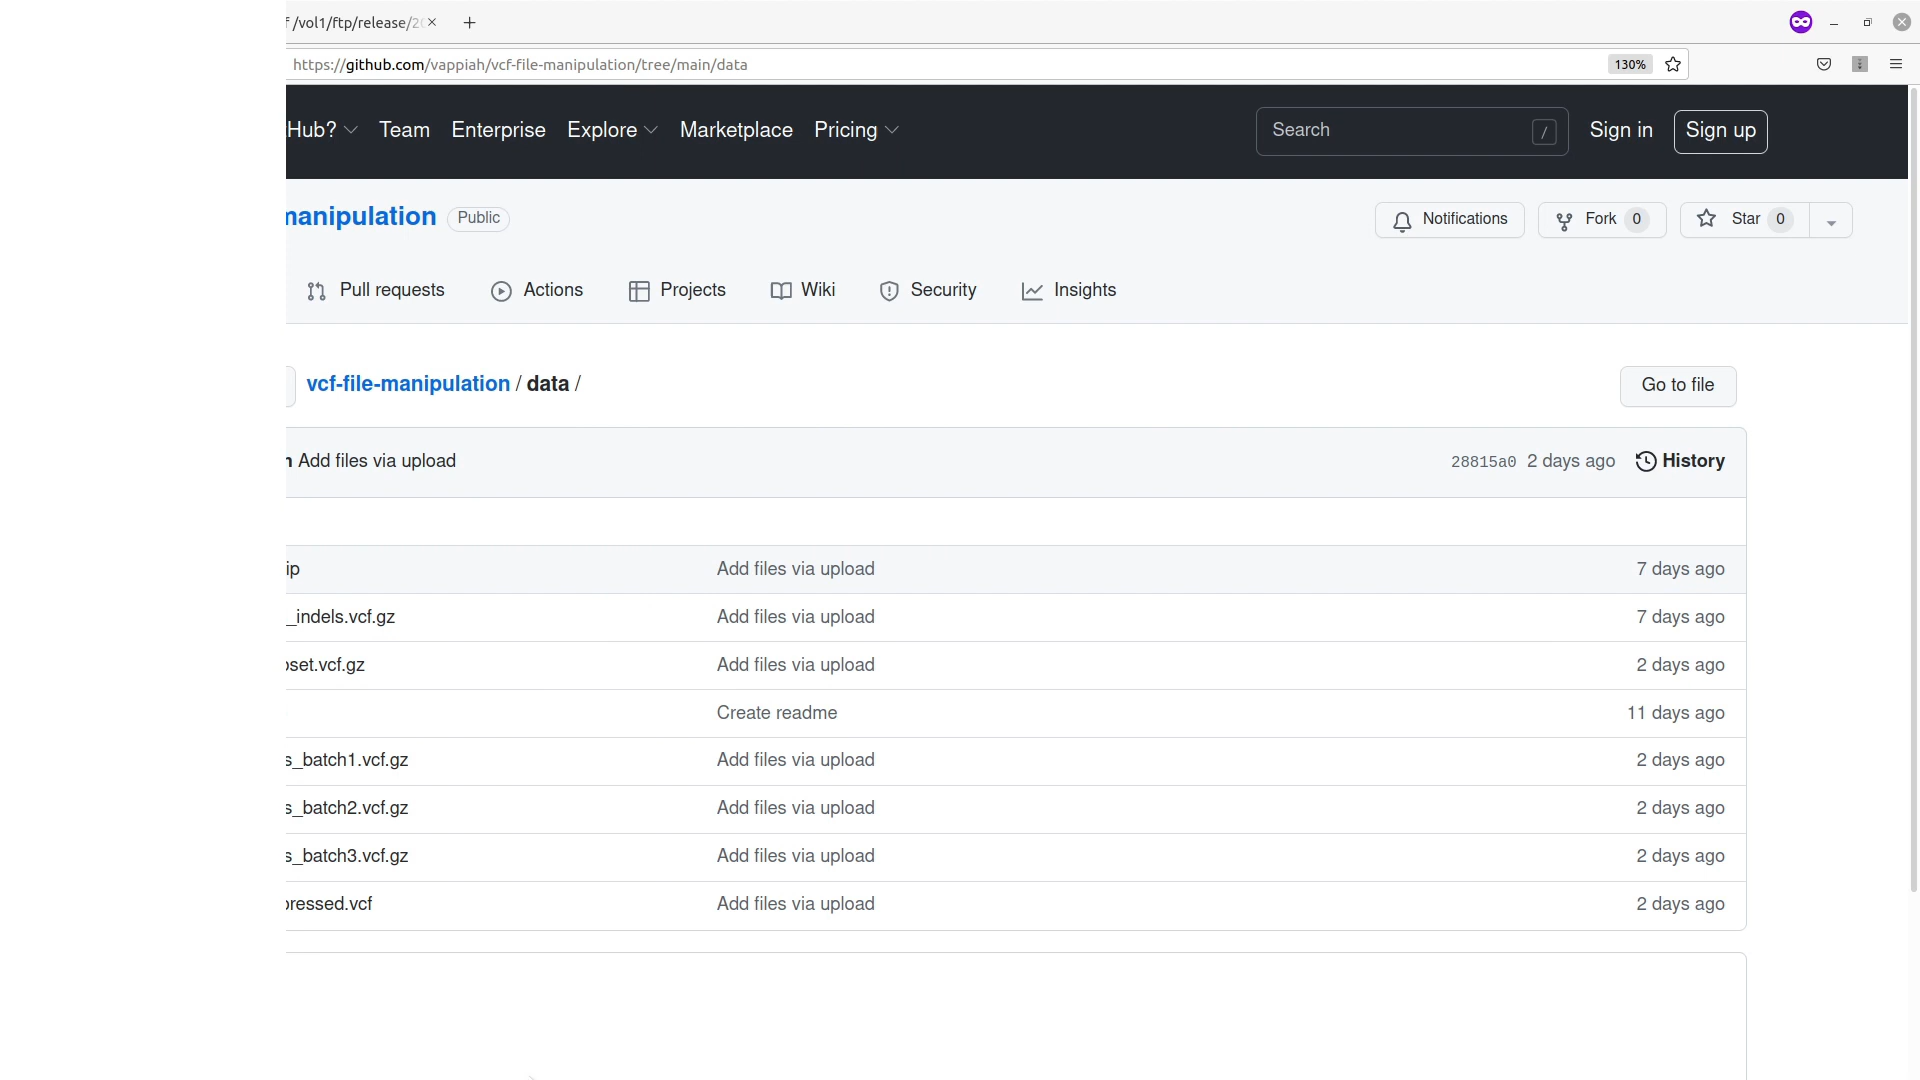 /vol1/ftp/release/20
https://github.com/vappiah/vcf-file-manipulation/tree/main/data 130%
Hub? Team Enterprise Explore Marketplace Pricing Search / Sign in Sign up
manipulation Public Notifications Fork 0 Star 0
Pull requests Actions Projects Wiki Security Insights
vcf-file-manipulation / data / Go to file
Add files via upload 28815a0 2 days ago History
ip Add files via upload 7 days ago
_indels.vcf.gz Add files via upload 7 days ago
set.vcf.gz Add files via upload 2 days ago
Create readme 11 days ago
s_batch1.vcf.gz Add files via upload 2 days ago
s_batch2.vcf.gz Add files via upload 2 days ago
s_batch3.vcf.gz Add files via upload 2 days ago
ressed.vcf Add files via upload 2 days ago